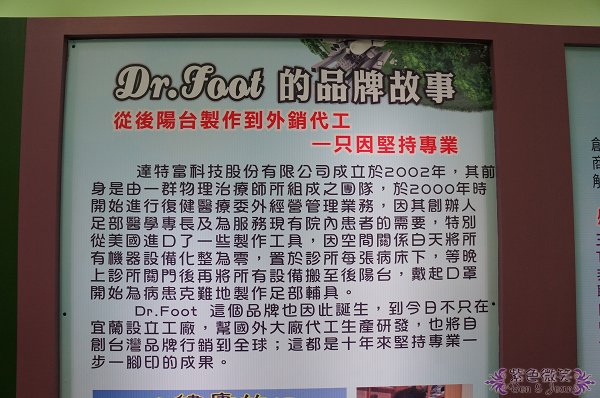 Dr.Foot 的品牌故事
從後陽台製作到外銷代工
一只因堅持專業
達特富科技股份有限公司成立於2002年，其前
身是由一群物理治療師所組成之團隊，於2000年時
開始進行復健醫療委外經營管理業務，因其創辦人
足部醫學專長及為服務現有院內患者的需要，特別
從美國進口了一些製作工具，因空間關係白天將所
有機器設備化整為零，置於診所每張病床下，等晚
上診所關門後再將所有設備搬至後陽台，戴起口罩
開始為病患克難地製作足部輔具。
Dr.Foot 這個品牌也因此誕生，到今日不只在
宜蘭設立工廠，幫國外大廠代工生產研發，也將自
創台灣品牌行銷到全球；這都是十年來堅持專業一
步一腳印的成果。
紫色微笑